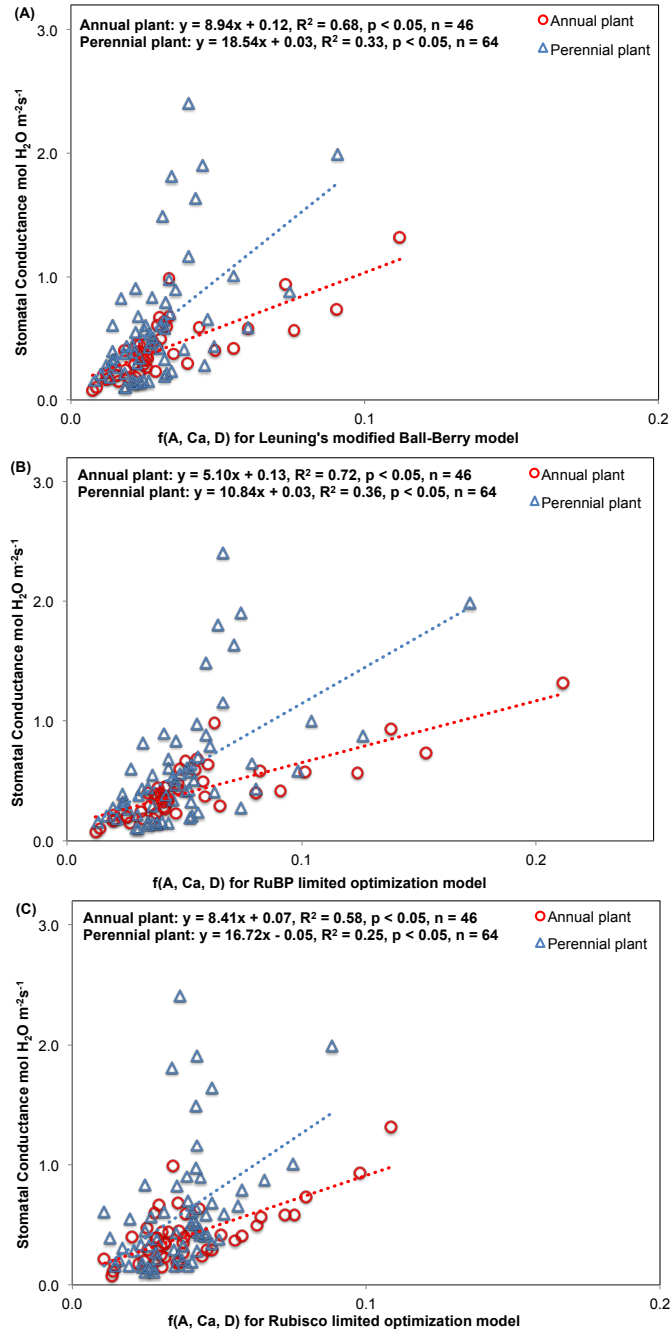 (A)
Annual plant: y = 8.94x + 0.12, R² = 0.68, p < 0.05, n = 46
Perennial plant: y = 18.54x + 0.03, R² = 0.33, p < 0.05, n = 64
Annual plant
Perennial plant
Stomatal Conductance mol H₂O m⁻²s⁻¹
3.0
2.0
1.0
0.0
0.0
0.1
0.2
f(A, Ca, D) for Leuning's modified Ball-Berry model
(B)
Annual plant: y = 5.10x + 0.13, R² = 0.72, p < 0.05, n = 46
Perennial plant: y = 10.84x + 0.03, R² = 0.36, p < 0.05, n = 64
Annual plant
Perennial plant
Stomatal Conductance mol H₂O m⁻²s⁻¹
3.0
2.0
1.0
0.0
0.0
0.1
0.2
f(A, Ca, D) for RuBP limited optimization model
(C)
Annual plant: y = 8.41x + 0.07, R² = 0.58, p < 0.05, n = 46
Perennial plant: y = 16.72x - 0.05, R² = 0.25, p < 0.05, n = 64
Annual plant
Perennial plant
Stomatal Conductance mol H₂O m⁻²s⁻¹
3.0
2.0
1.0
0.0
0.0
0.1
0.2
f(A, Ca, D) for Rubisco limited optimization model